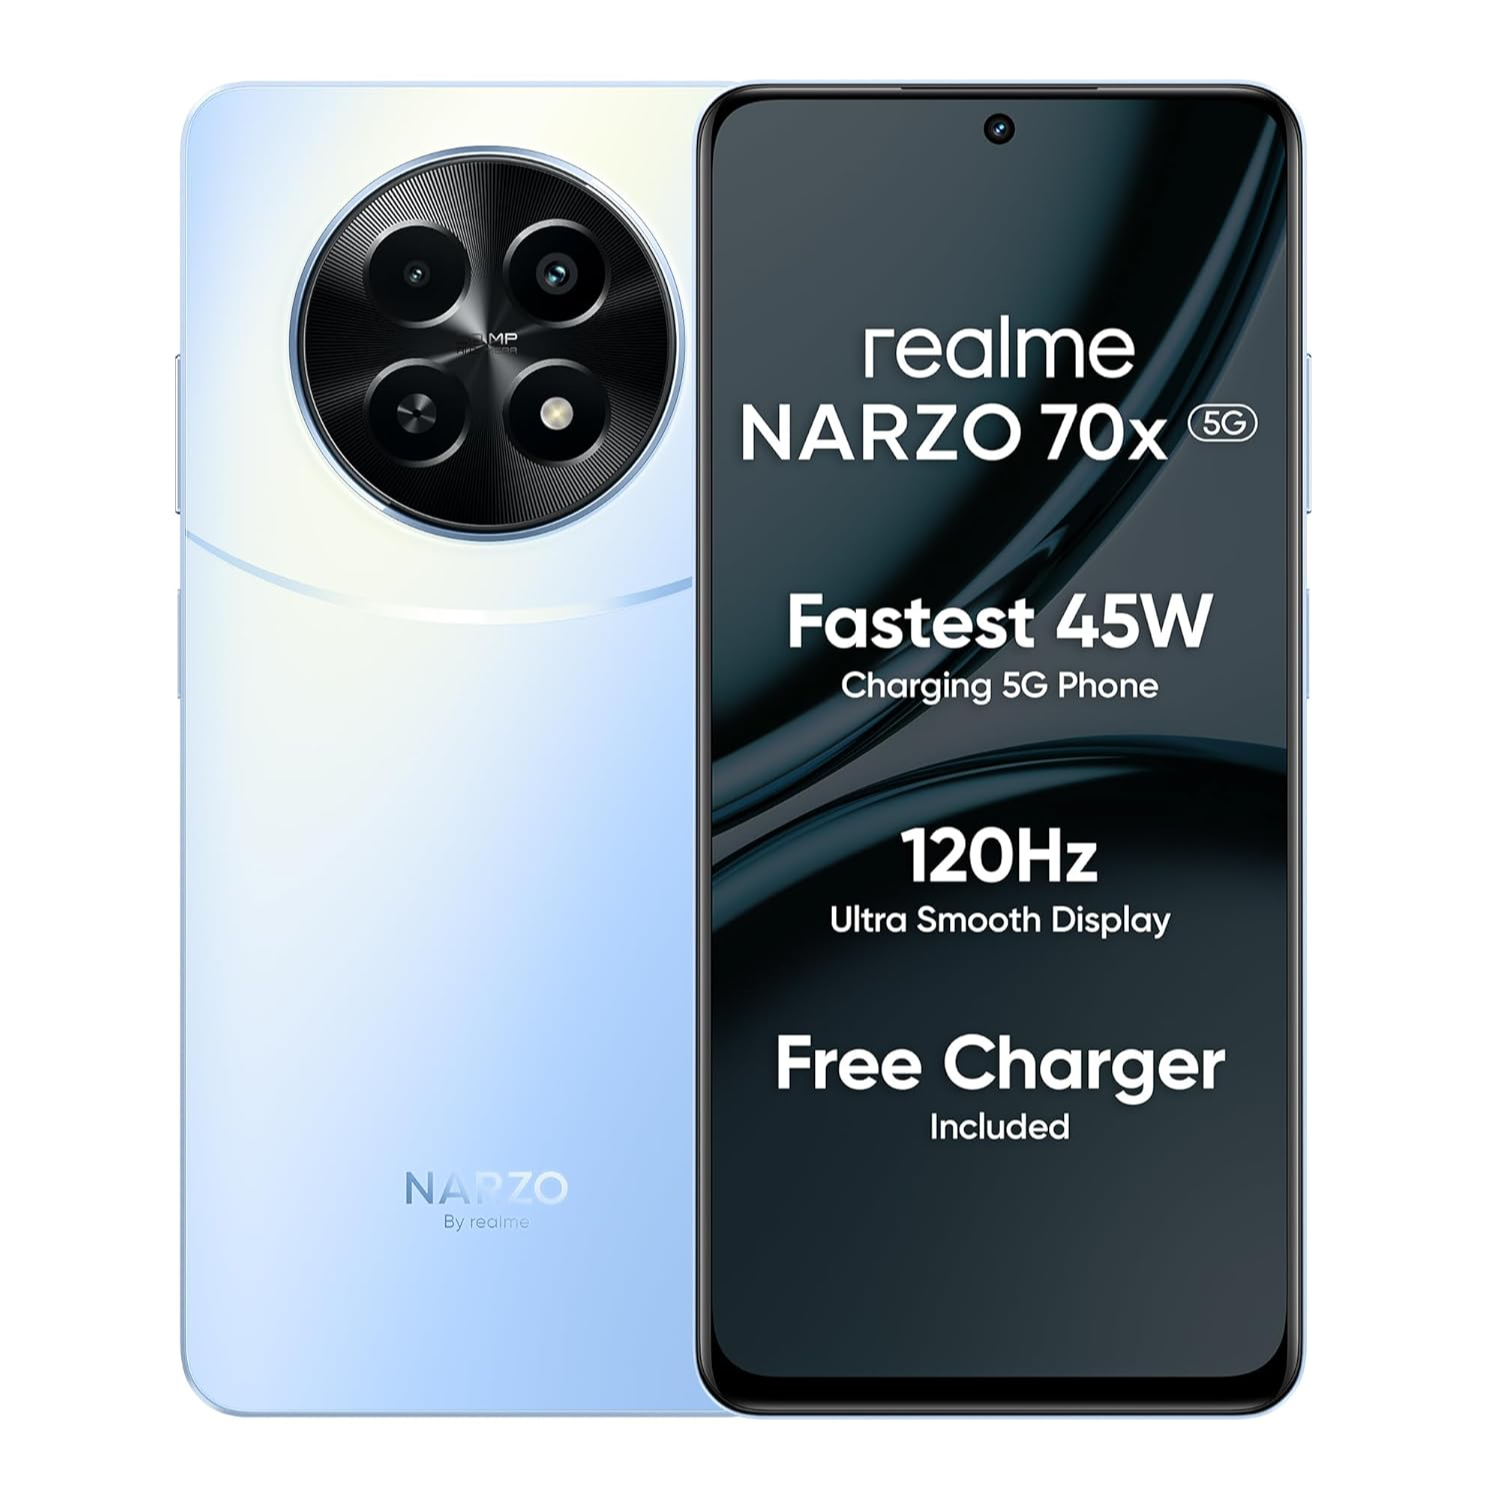 MP
NARZO
By realme
realme
NARZO 70x 5G
Fastest 45W
Charging 5G Phone
120Hz
Ultra Smooth Display
Free Charger
Included